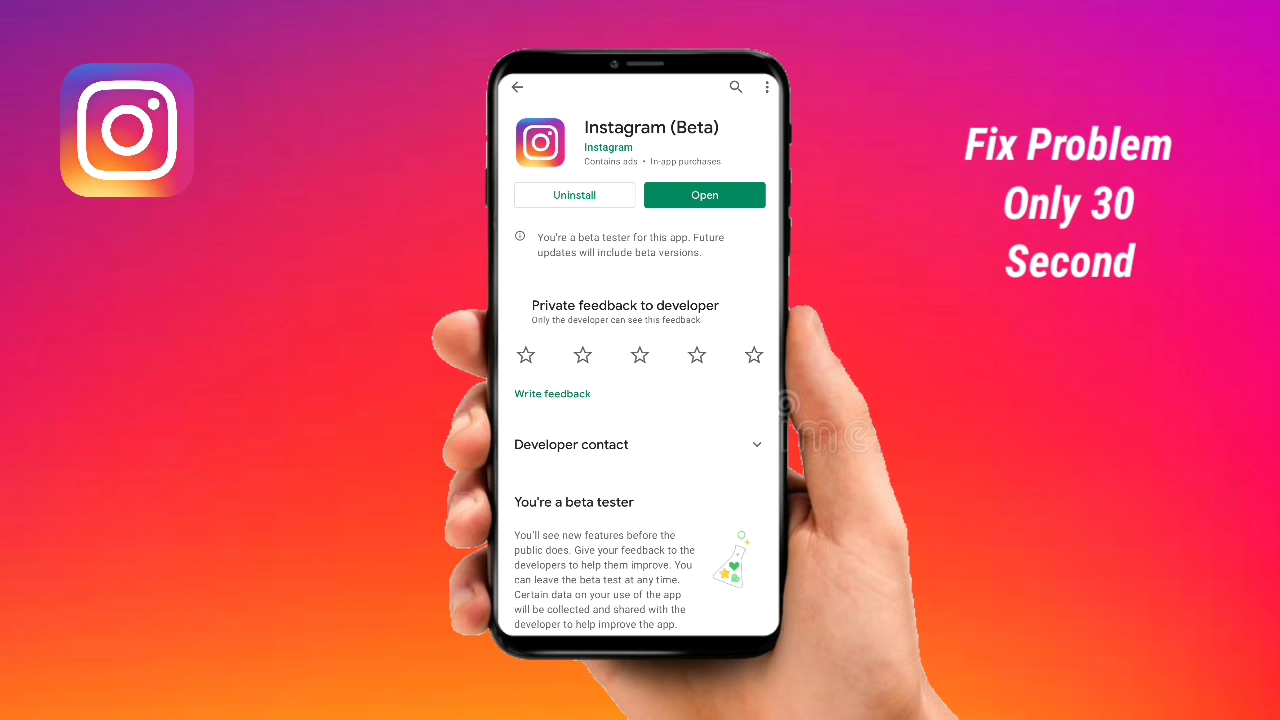 Instagram (Beta)
Instagram
Contains ads • In-app purchases
Uninstall
Open
You're a beta tester for this app. Future
updates will include beta versions.
Private feedback to developer
Only the developer can see this feedback
Write feedback
Developer contact
You're a beta tester
You'll see new features before the
public does. Give your feedback to the
developers to help them improve. You
can leave the beta test at any time.
Certain data on your use of the app
will be collected and shared with the
developer to help improve the app.
Fix Problem
Only 30
Second